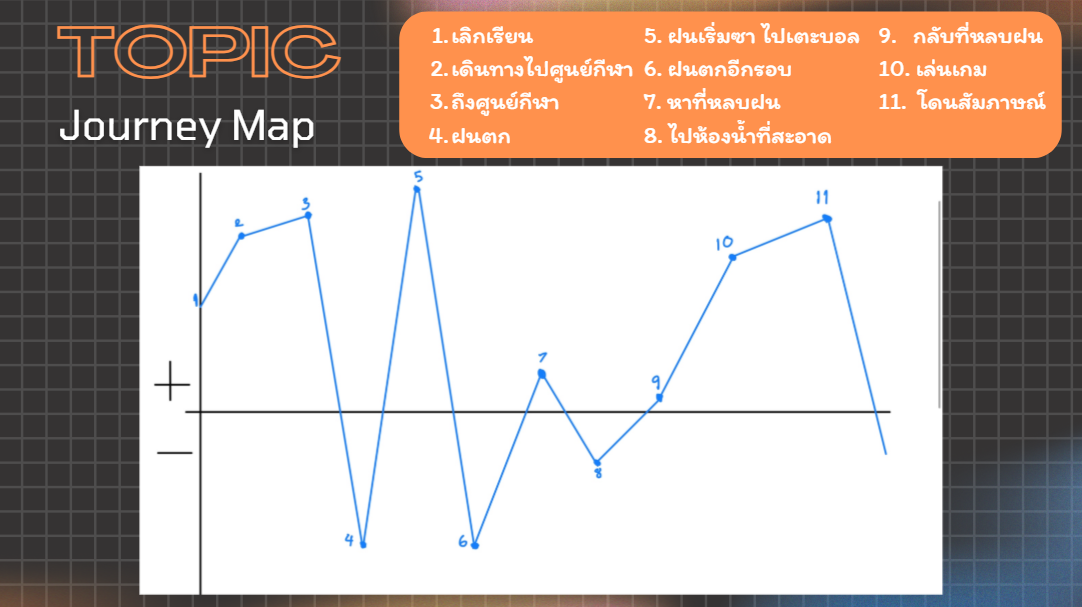 TOPIC
Journey Map
1. เลิกเรียน
2. เดินทางไปศูนย์กีฬา
3. ถึงศูนย์กีฬา
4. ฝนตก
5. ฝนเริ่มซา ไปเตะบอล
6. ฝนตกอีกรอบ
7. หาที่หลบฝน
8. ไปห้องน้ำที่สะอาด
9. กลับที่หลบฝน
10. เล่นเกม
11. โดนสัมภาษณ์
+
−
1
2
3
4
5
6
7
8
9
10
11